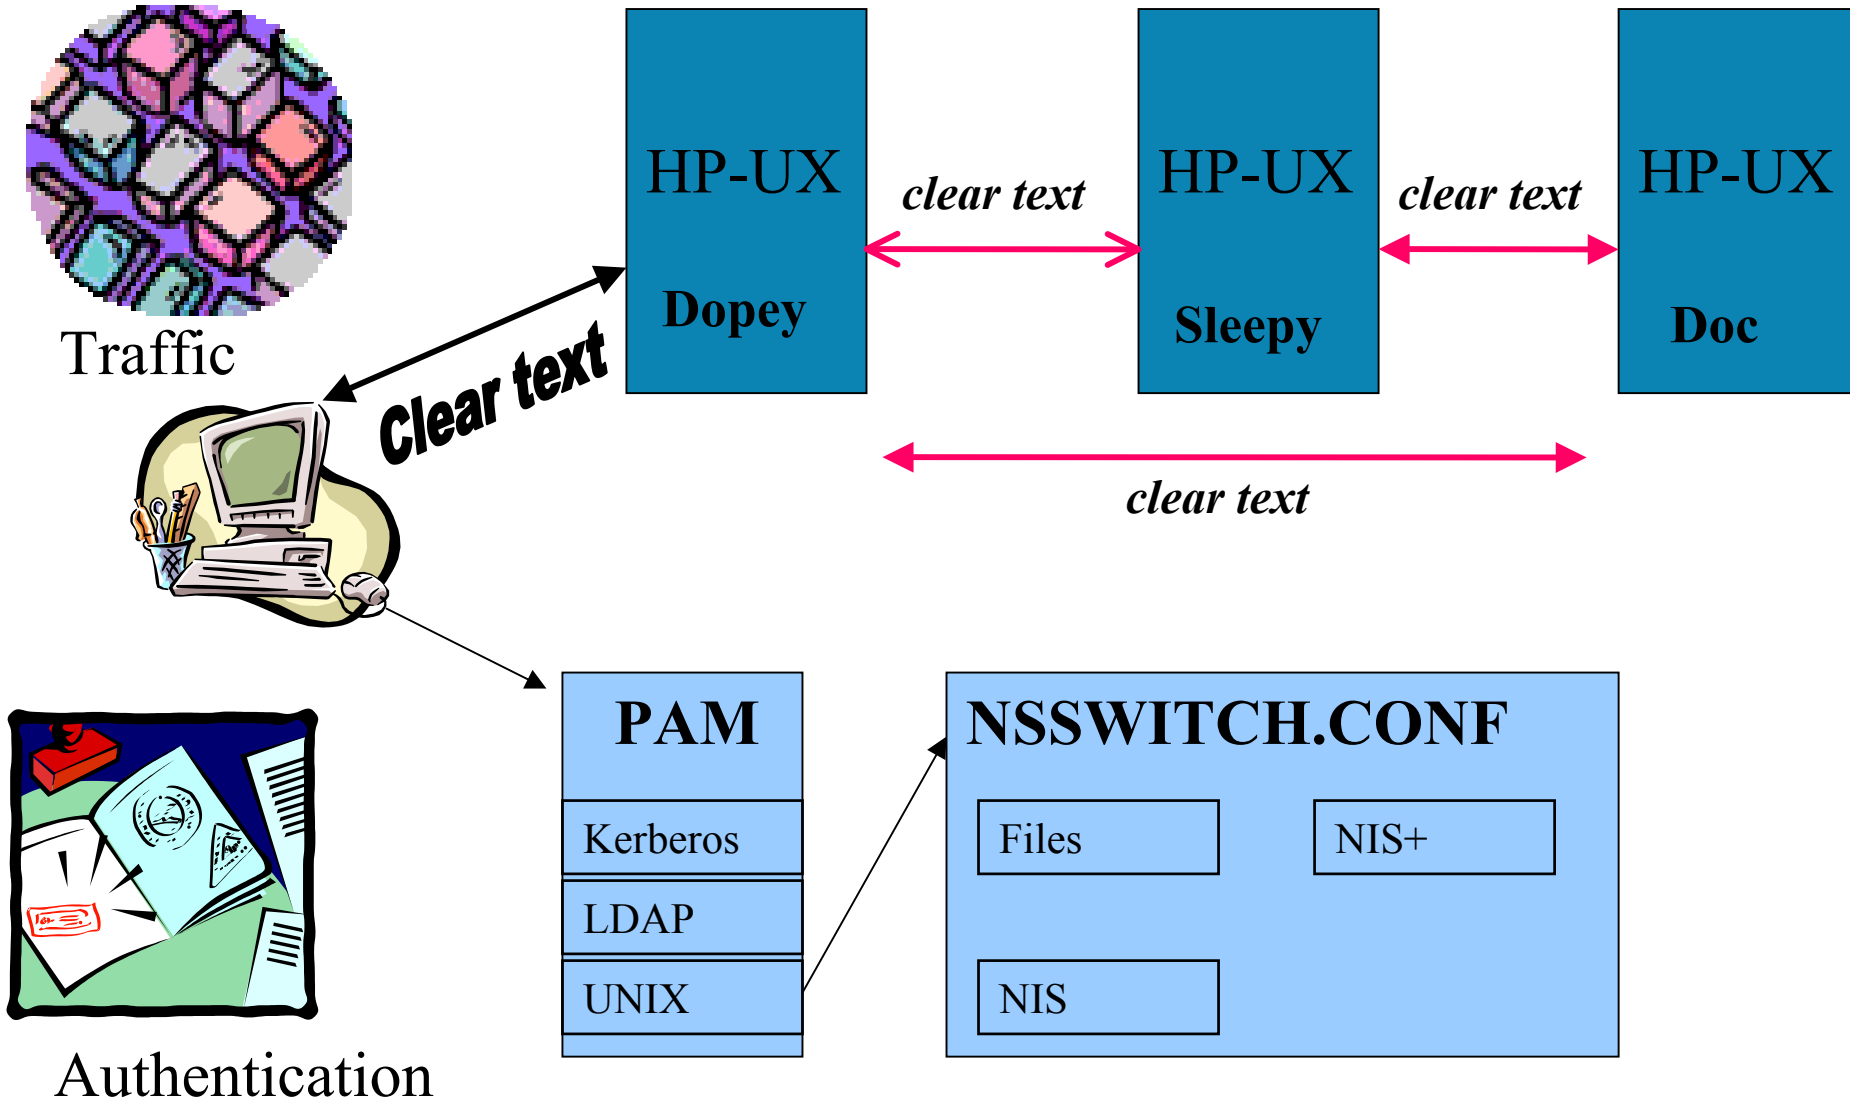 HP-UX
HP-UX
HP-UX
clear text
clear text
Dopey
Sleepy
Doc
Traffic
Clear text
clear text
PAM
NSSWITCH.CONF
Kerberos
Files
NIS+
LDAP
UNIX
NIS
Authentication